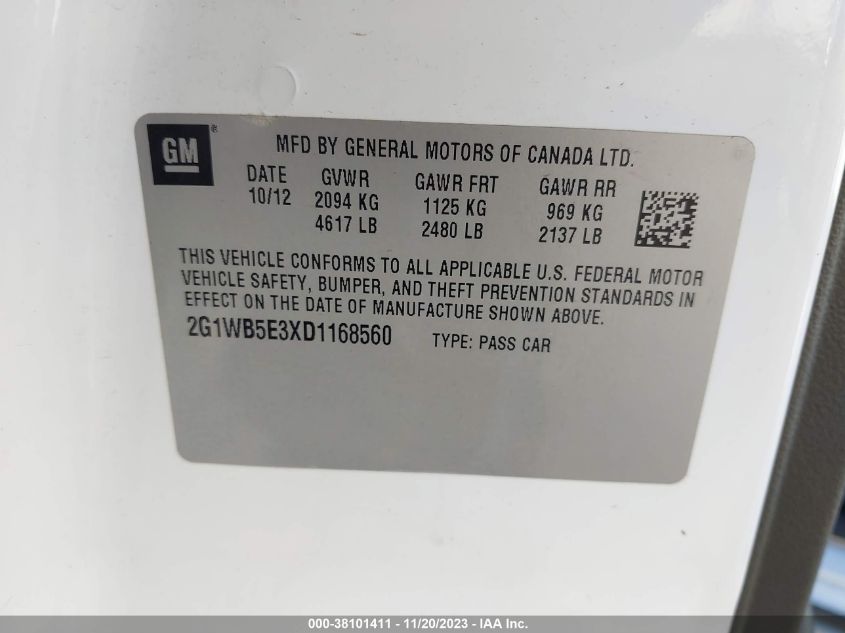 GM ®
MFD BY GENERAL MOTORS OF CANADA LTD.
DATE GVWR GAWR FRT GAWR RR
10/12 2094 KG 1125 KG 969 KG
4617 LB 2480 LB 2137 LB
THIS VEHICLE CONFORMS TO ALL APPLICABLE U.S. FEDERAL MOTOR
VEHICLE SAFETY, BUMPER, AND THEFT PREVENTION STANDARDS IN
EFFECT ON THE DATE OF MANUFACTURE SHOWN ABOVE.
2G1WB5E3XD1168560 TYPE: PASS CAR
000-38101411 - 11/20/2023 - IAA Inc.